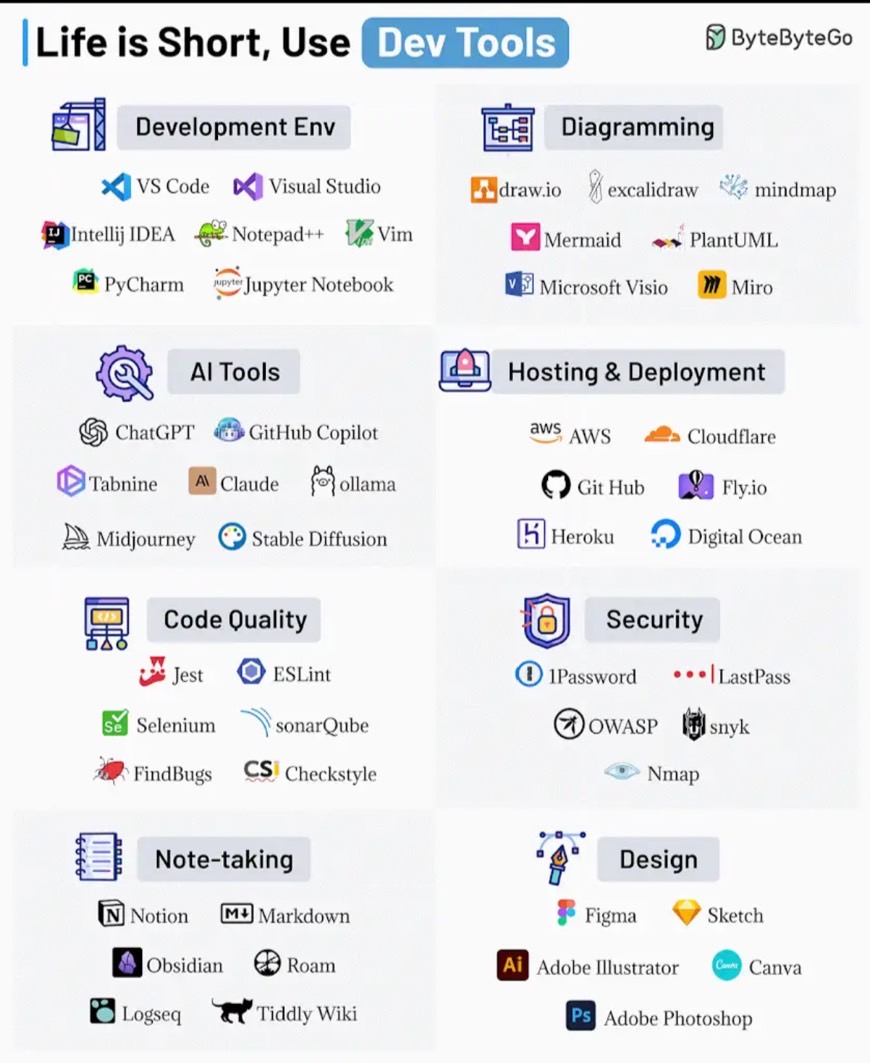 Life is Short, Use Dev Tools
ByteByteGo
Development Env
VS Code Visual Studio
IJ Intellij IDEA Notepad++ Vim
PC PyCharm jupyter Jupyter Notebook
Diagramming
draw.io excalidraw mindmap
Mermaid PlantUML
V Microsoft Visio Miro
AI Tools
ChatGPT GitHub Copilot
Tabnine A\ Claude ollama
Midjourney Stable Diffusion
Hosting & Deployment
aws AWS Cloudflare
Git Hub Fly.io
Heroku Digital Ocean
Code Quality
Jest ESLint
Se Selenium sonarQube
FindBugs CS! Checkstyle
Security
1Password LastPass
OWASP snyk
Nmap
Note-taking
N Notion M Markdown
Obsidian Roam
Logseq Tiddly Wiki
Design
Figma Sketch
Ai Adobe Illustrator Canva Canva
Ps Adobe Photoshop